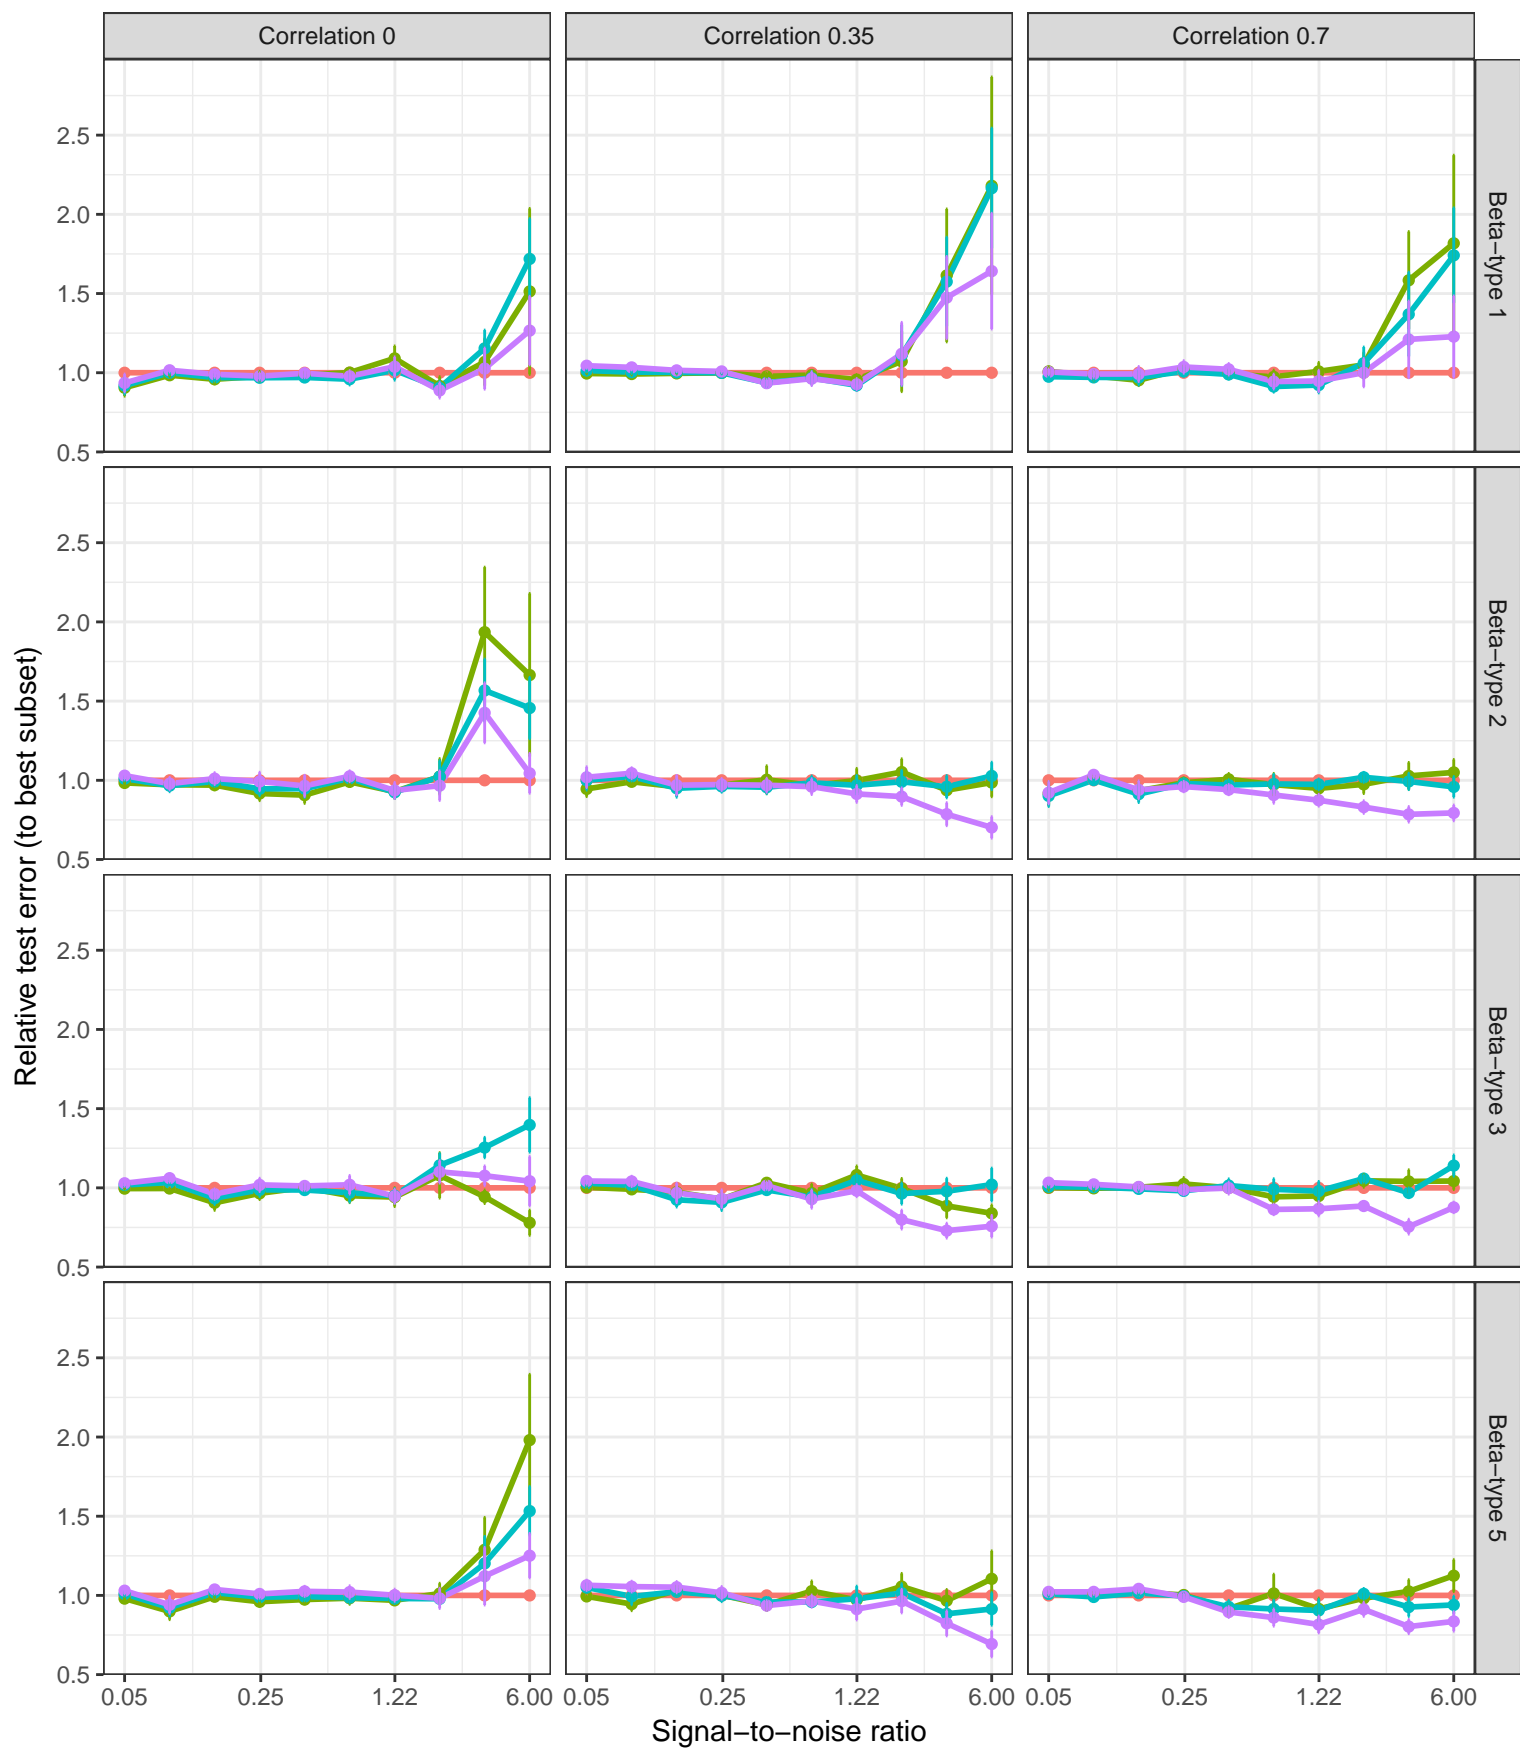 Correlation 0
Correlation 0.35
Correlation 0.7
2.5
2.0
1.5
1.0
0.5
Beta−type 1
2.5
2.0
1.5
1.0
0.5
Beta−type 2
2.5
2.0
1.5
1.0
0.5
Beta−type 3
2.5
2.0
1.5
1.0
0.5
Beta−type 5
Relative test error (to best subset)
0.05 0.25 1.22 6.00
0.05 0.25 1.22 6.00
0.05 0.25 1.22 6.00
Signal−to−noise ratio